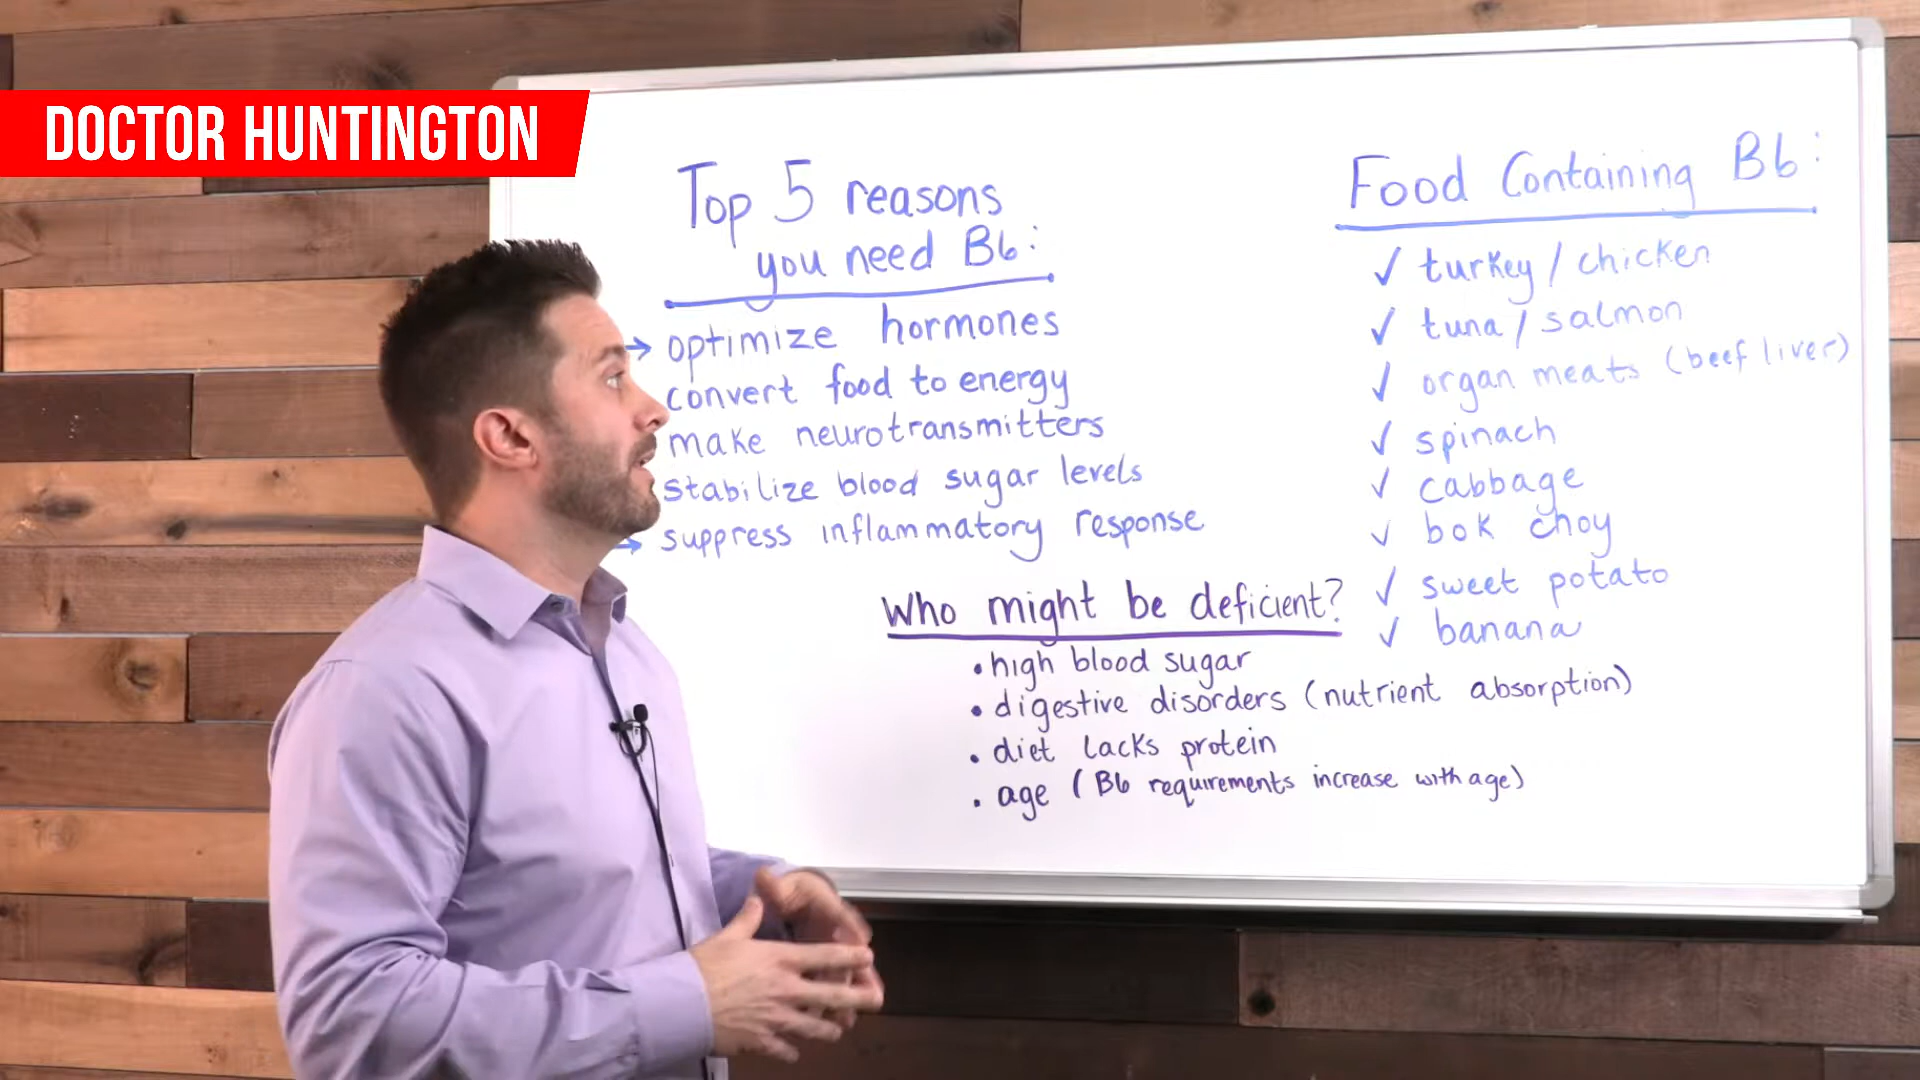 DOCTOR HUNTINGTON
Top 5 reasons
you need B6:
→ optimize hormones
convert food to energy
make neurotransmitters
stabilize blood sugar levels
→ suppress inflammatory response
Food Containing B6:
✓ turkey / chicken
✓ tuna / salmon
✓ organ meats (beef liver)
✓ spinach
✓ cabbage
✓ bok choy
✓ sweet potato
✓ banana
Who might be deficient?
• high blood sugar
• digestive disorders (nutrient absorption)
• diet lacks protein
• age (B6 requirements increase with age)